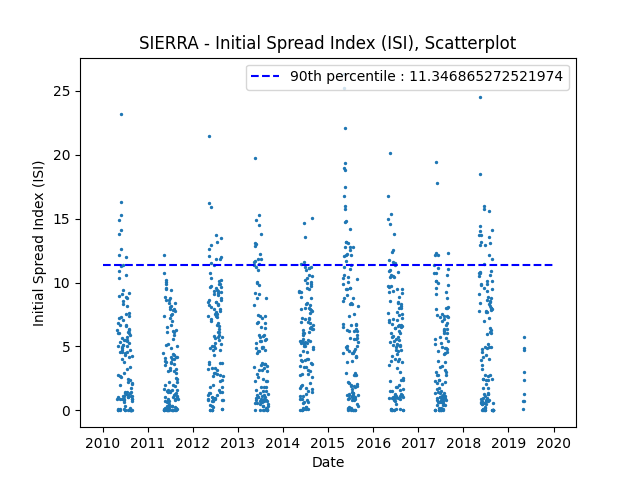 SIERRA - Initial Spread Index (ISI), Scatterplot
90th percentile : 11.346865272521974
Initial Spread Index (ISI)
25
20
15
10
5
0
2010 2011 2012 2013 2014 2015 2016 2017 2018 2019 2020
Date